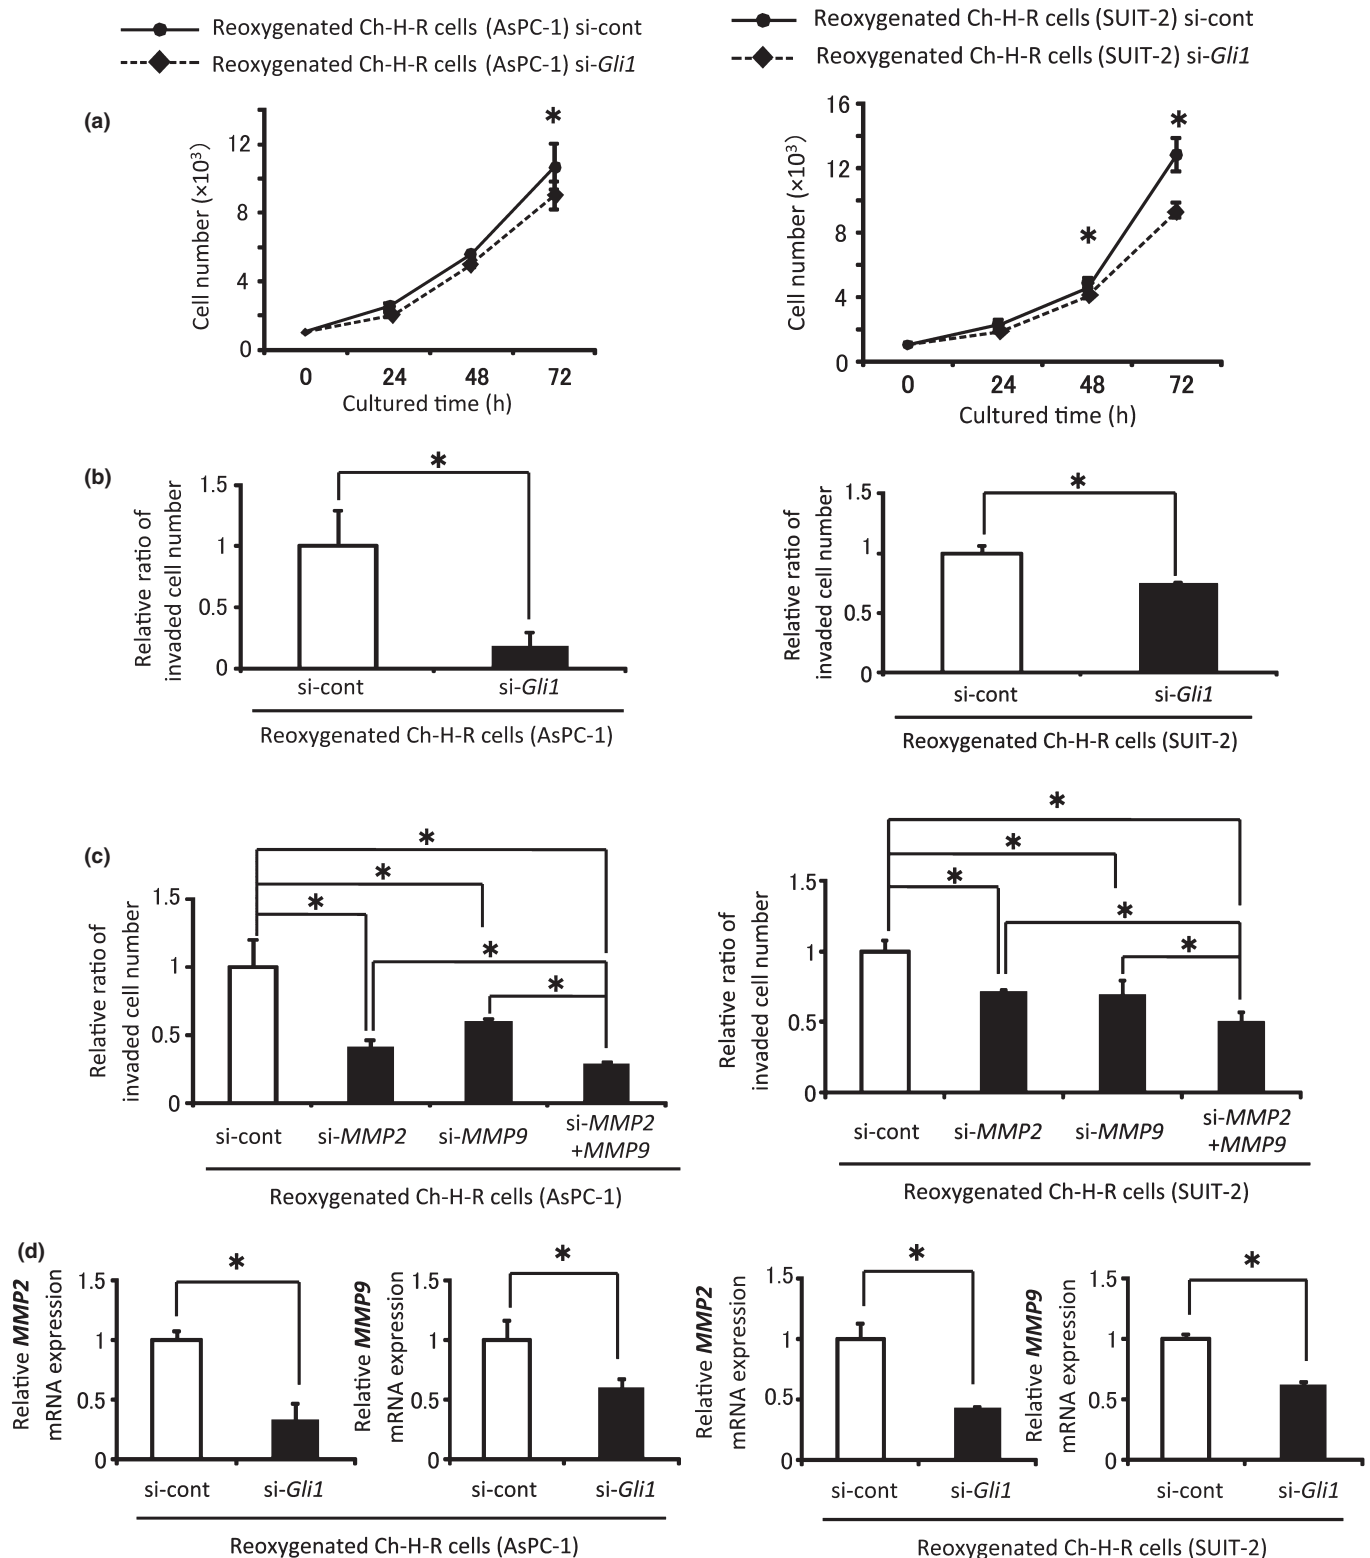 Reoxygenated Ch-H-R cells (AsPC-1) si-cont
Reoxygenated Ch-H-R cells (AsPC-1) si-Gli1
Reoxygenated Ch-H-R cells (SUIT-2) si-cont
Reoxygenated Ch-H-R cells (SUIT-2) si-Gli1
(a)
Cell number (×10³)
12
8
4
0
0 24 48 72
Cultured time (h)
*
Cell number (×10³)
16
12
8
4
0
0 24 48 72
Cultured time (h)
*
*
(b)
Relative ratio of
invaded cell number
1.5
1
0.5
0
*
si-cont si-Gli1
Reoxygenated Ch-H-R cells (AsPC-1)
Relative ratio of
invaded cell number
1.5
1
0.5
0
*
si-cont si-Gli1
Reoxygenated Ch-H-R cells (SUIT-2)
(c)
Relative ratio of
invaded cell number
1.5
1
0.5
0
*
*
*
*
*
si-cont si-MMP2 si-MMP9 si-MMP2
+MMP9
Reoxygenated Ch-H-R cells (AsPC-1)
Relative ratio of
invaded cell number
1.5
1
0.5
0
*
*
*
*
*
si-cont si-MMP2 si-MMP9 si-MMP2
+MMP9
Reoxygenated Ch-H-R cells (SUIT-2)
(d)
Relative MMP2
mRNA expression
1.5
1
0.5
0
*
si-cont si-Gli1
Relative MMP9
mRNA expression
1.5
1
0.5
0
*
si-cont si-Gli1
Reoxygenated Ch-H-R cells (AsPC-1)
Relative MMP2
mRNA expression
1.5
1
0.5
0
*
si-cont si-Gli1
Relative MMP9
mRNA expression
1.5
1
0.5
0
*
si-cont si-Gli1
Reoxygenated Ch-H-R cells (SUIT-2)